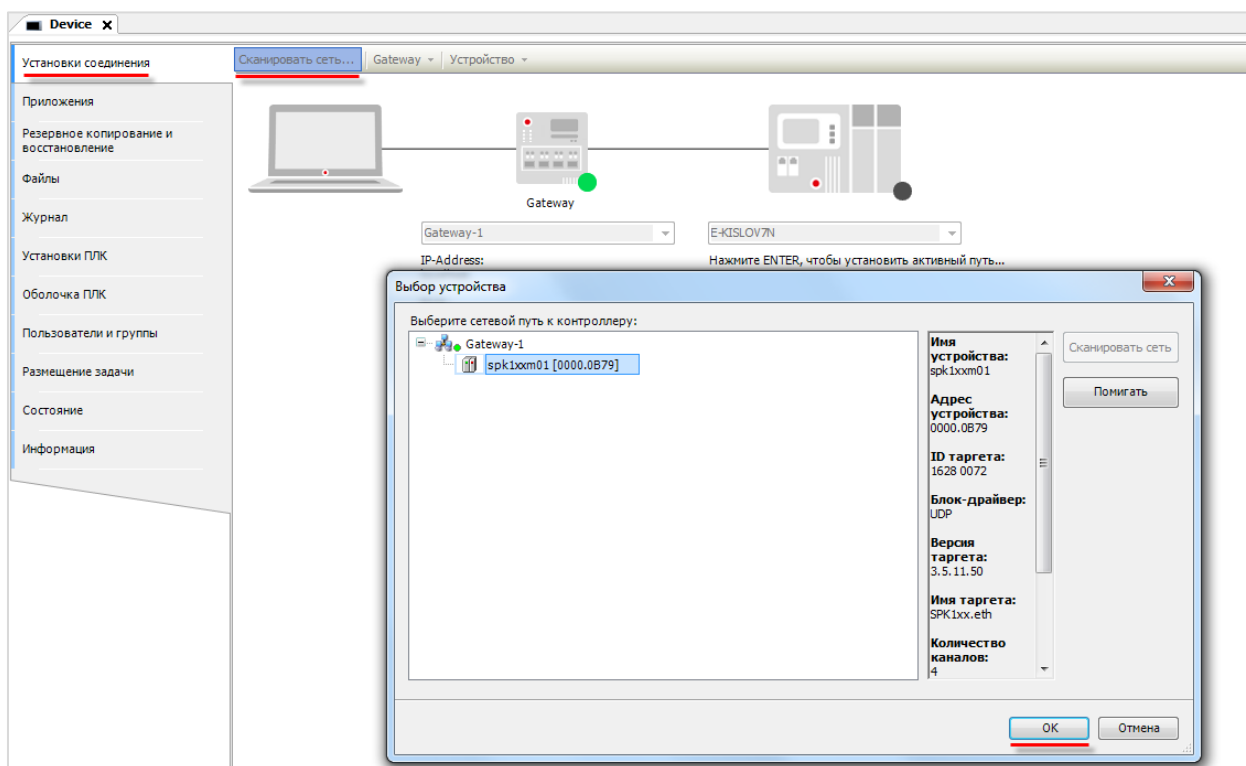 Device
Установки соединения
Сканировать сеть...
Gateway
Устройство
Приложения
Резервное копирование и
восстановление
Файлы
Журнал
Установки ПЛК
Оболочка ПЛК
Пользователи и группы
Размещение задачи
Состояние
Информация
Gateway
Gateway-1
E-KISLOV7N
IP-Address:
Нажмите ENTER, чтобы установить активный путь...
Выбор устройства
Выберите сетевой путь к контроллеру:
Gateway-1
spk1xxm01 [0000.0B79]
Имя
устройства:
spk1xxm01
Адрес
устройства:
0000.0B79
ID таргета:
1628 0072
Блок-драйвер:
UDP
Версия
таргета:
3.5.11.50
Имя таргета:
SPK1xx.eth
Количество
каналов:
4
Сканировать сеть
Помигать
OK
Отмена